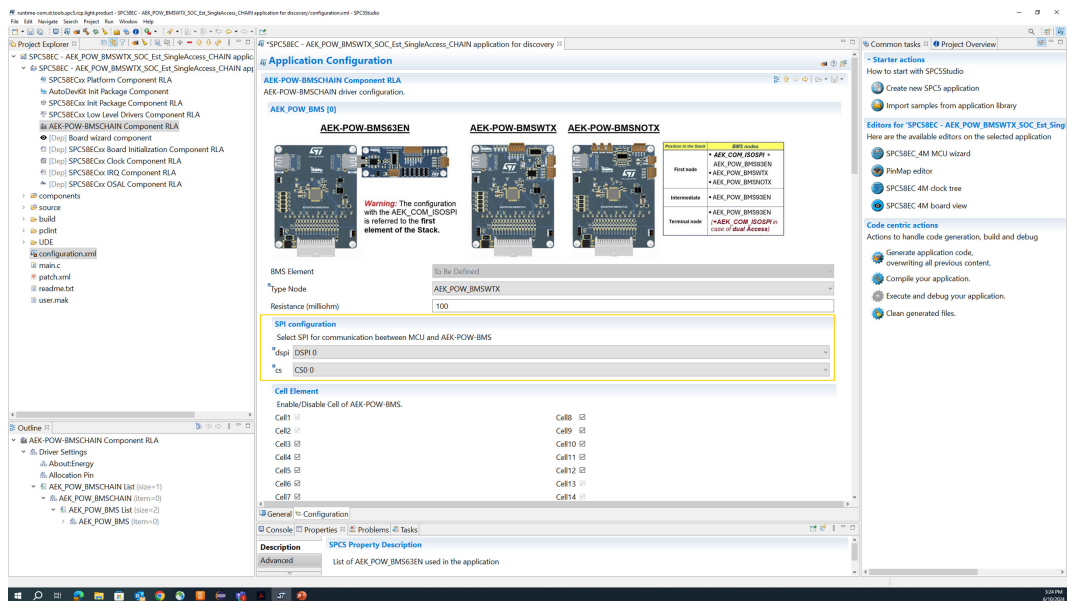 runtime-com.st.tools.spc5.rcp.light.product - SPC58EC - AEK_POW_BMSWTX_SOC_Est_SingleAccess_CHAIN application for discovery/configuration.xml - SPC5Studio
File Edit Navigate Search Project Run Window Help
Project Explorer
SPC58EC - AEK_POW_BMSWTX_SOC_Est_SingleAccess_CHAIN applic
SPC58EC - AEK_POW_BMSWTX_SOC_Est_SingleAccess_CHAIN app
SPC58ECxx Platform Component RLA
AutoDevKit Init Package Component
SPC58ECxx Init Package Component RLA
SPC58ECxx Low Level Drivers Component RLA
AEK-POW-BMSCHAIN Component RLA
[Dep] Board wizard component
[Dep] SPC58ECxx Board Initialization Component RLA
[Dep] SPC58ECxx Clock Component RLA
[Dep] SPC58ECxx IRQ Component RLA
[Dep] SPC58ECxx OSAL Component RLA
components
source
build
pclint
UDE
configuration.xml
main.c
patch.xml
readme.txt
user.mak
Outline
AEK-POW-BMSCHAIN Component RLA
Driver Settings
About:Energy
Allocation Pin
AEK_POW_BMSCHAIN List (size=1)
AEK_POW_BMSCHAIN (item=0)
AEK_POW_BMS List (size=2)
AEK_POW_BMS (item=0)
*SPC58EC - AEK_POW_BMSWTX_SOC_Est_SingleAccess_CHAIN application for discovery
Application Configuration
AEK-POW-BMSCHAIN Component RLA
AEK-POW-BMSCHAIN driver configuration.
AEK_POW_BMS [0]
AEK-POW-BMS63EN AEK-POW-BMSWTX AEK-POW-BMSNOTX
Warning: The configuration
with the AEK_COM_ISOSPI
is referred to the first
element of the Stack.
Position in the Stack BMS nodes
First node
• AEK_COM_ISOSPI +
AEK_POW_BMS93EN
• AEK_POW_BMSWTX
• AEK_POW_BMSNOTX
Intermediate • AEK_POW_BMS93EN
Terminal node
• AEK_POW_BMS93EN
(+AEK_COM_ISOSPI in
case of dual Access)
BMS Element To Be Defined
Type Node AEK_POW_BMSWTX
Resistance (milliohm) 100
SPI configuration
Select SPI for communication beetween MCU and AEK-POW-BMS
dspi DSPI 0
cs CS0 0
Cell Element
Enable/Disable Cell of AEK-POW-BMS.
Cell1 Cell8
Cell2 Cell9
Cell3 Cell10
Cell4 Cell11
Cell5 Cell12
Cell6 Cell13
Cell7 Cell14
General Configuration
Console Properties Problems Tasks
Description
Advanced
SPC5 Property Description
List of AEK_POW_BMS63EN used in the application
Common tasks Project Overview
Starter actions
How to start with SPC5Studio
Create new SPC5 application
Import samples from application library
Editors for 'SPC58EC - AEK_POW_BMSWTX_SOC_Est_Singl
Here are the available editors on the selected application
SPC58EC_4M MCU wizard
PinMap editor
SPC58EC 4M clock tree
SPC58EC 4M board view
Code centric actions
Actions to handle code generation, build and debug
Generate application code,
overwriting all previous content.
Compile your application.
Execute and debug your application.
Clean generated files.
3:24 PM
6/10/2024